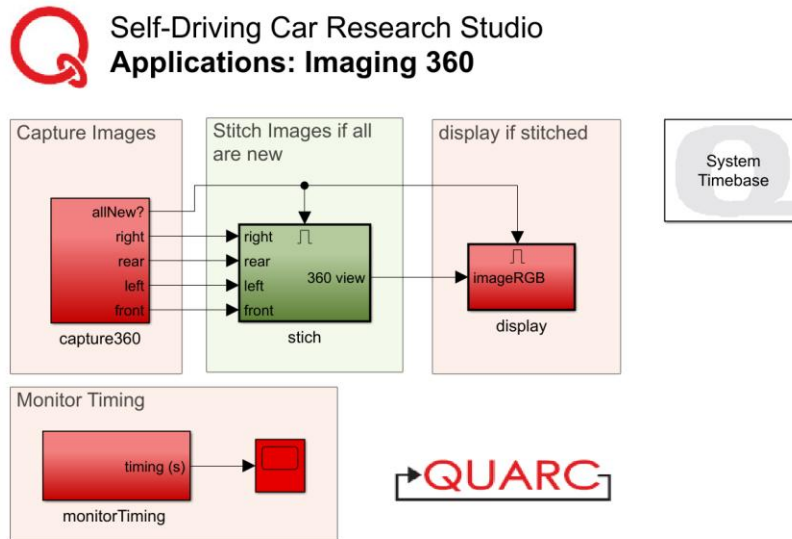 Self-Driving Car Research Studio
Applications: Imaging 360
Capture Images
allNew?
right
rear
left
front
capture360
Stitch Images if all
are new
right
rear
left
front
360 view
stich
display if stitched
imageRGB
display
System
Timebase
Monitor Timing
timing (s)
monitorTiming
QUARC